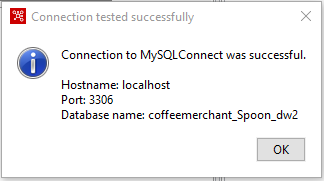 Connection tested successfully
Connection to MySQLConnect was successful.
Hostname: localhost
Port: 3306
Database name: coffeemerchant_Spoon_dw2
OK